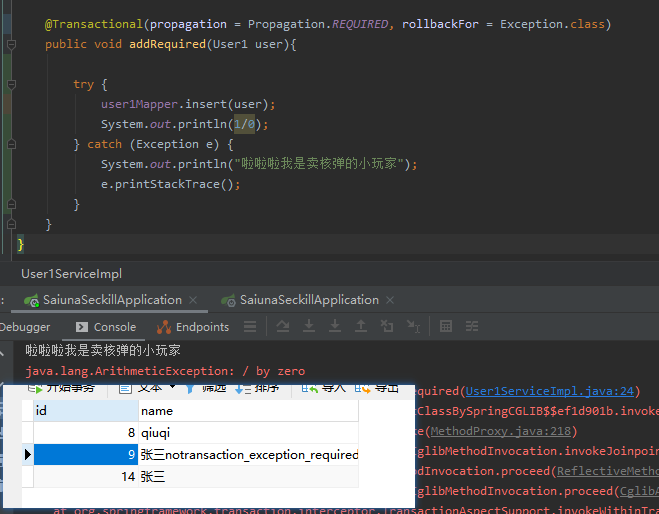 @Transactional(propagation = Propagation.REQUIRED, rollbackFor = Exception.class)
public void addRequired(User1 user){
try {
user1Mapper.insert(user);
System.out.println(1/0);
} catch (Exception e) {
System.out.println("啦啦啦我是卖核弹的小玩家");
e.printStackTrace();
}
}
}
User1ServiceImpl
: SaiunaSeckillApplication × SaiunaSeckillApplication ×
Debugger Console Endpoints
啦啦啦我是卖核弹的小玩家
java.lang.ArithmeticException: / by zero
开始事务 文本 筛选 排序 导入 导出
equired(User1ServiceImpl.java:24)
id name
tClassBySpringCGLIB$$ef1d901b.invoke
8 qiuqi
(MethodProxy.java:218)
9 张三notransaction_exception_required
glibMethodInvocation.invokeJoinpoin
14 张三
dInvocation.proceed(ReflectiveMetho
glibMethodInvocation.proceed(CglibA
at org.springframework.transaction.interceptor.TransactionAspectSupport.invokeWithinTra